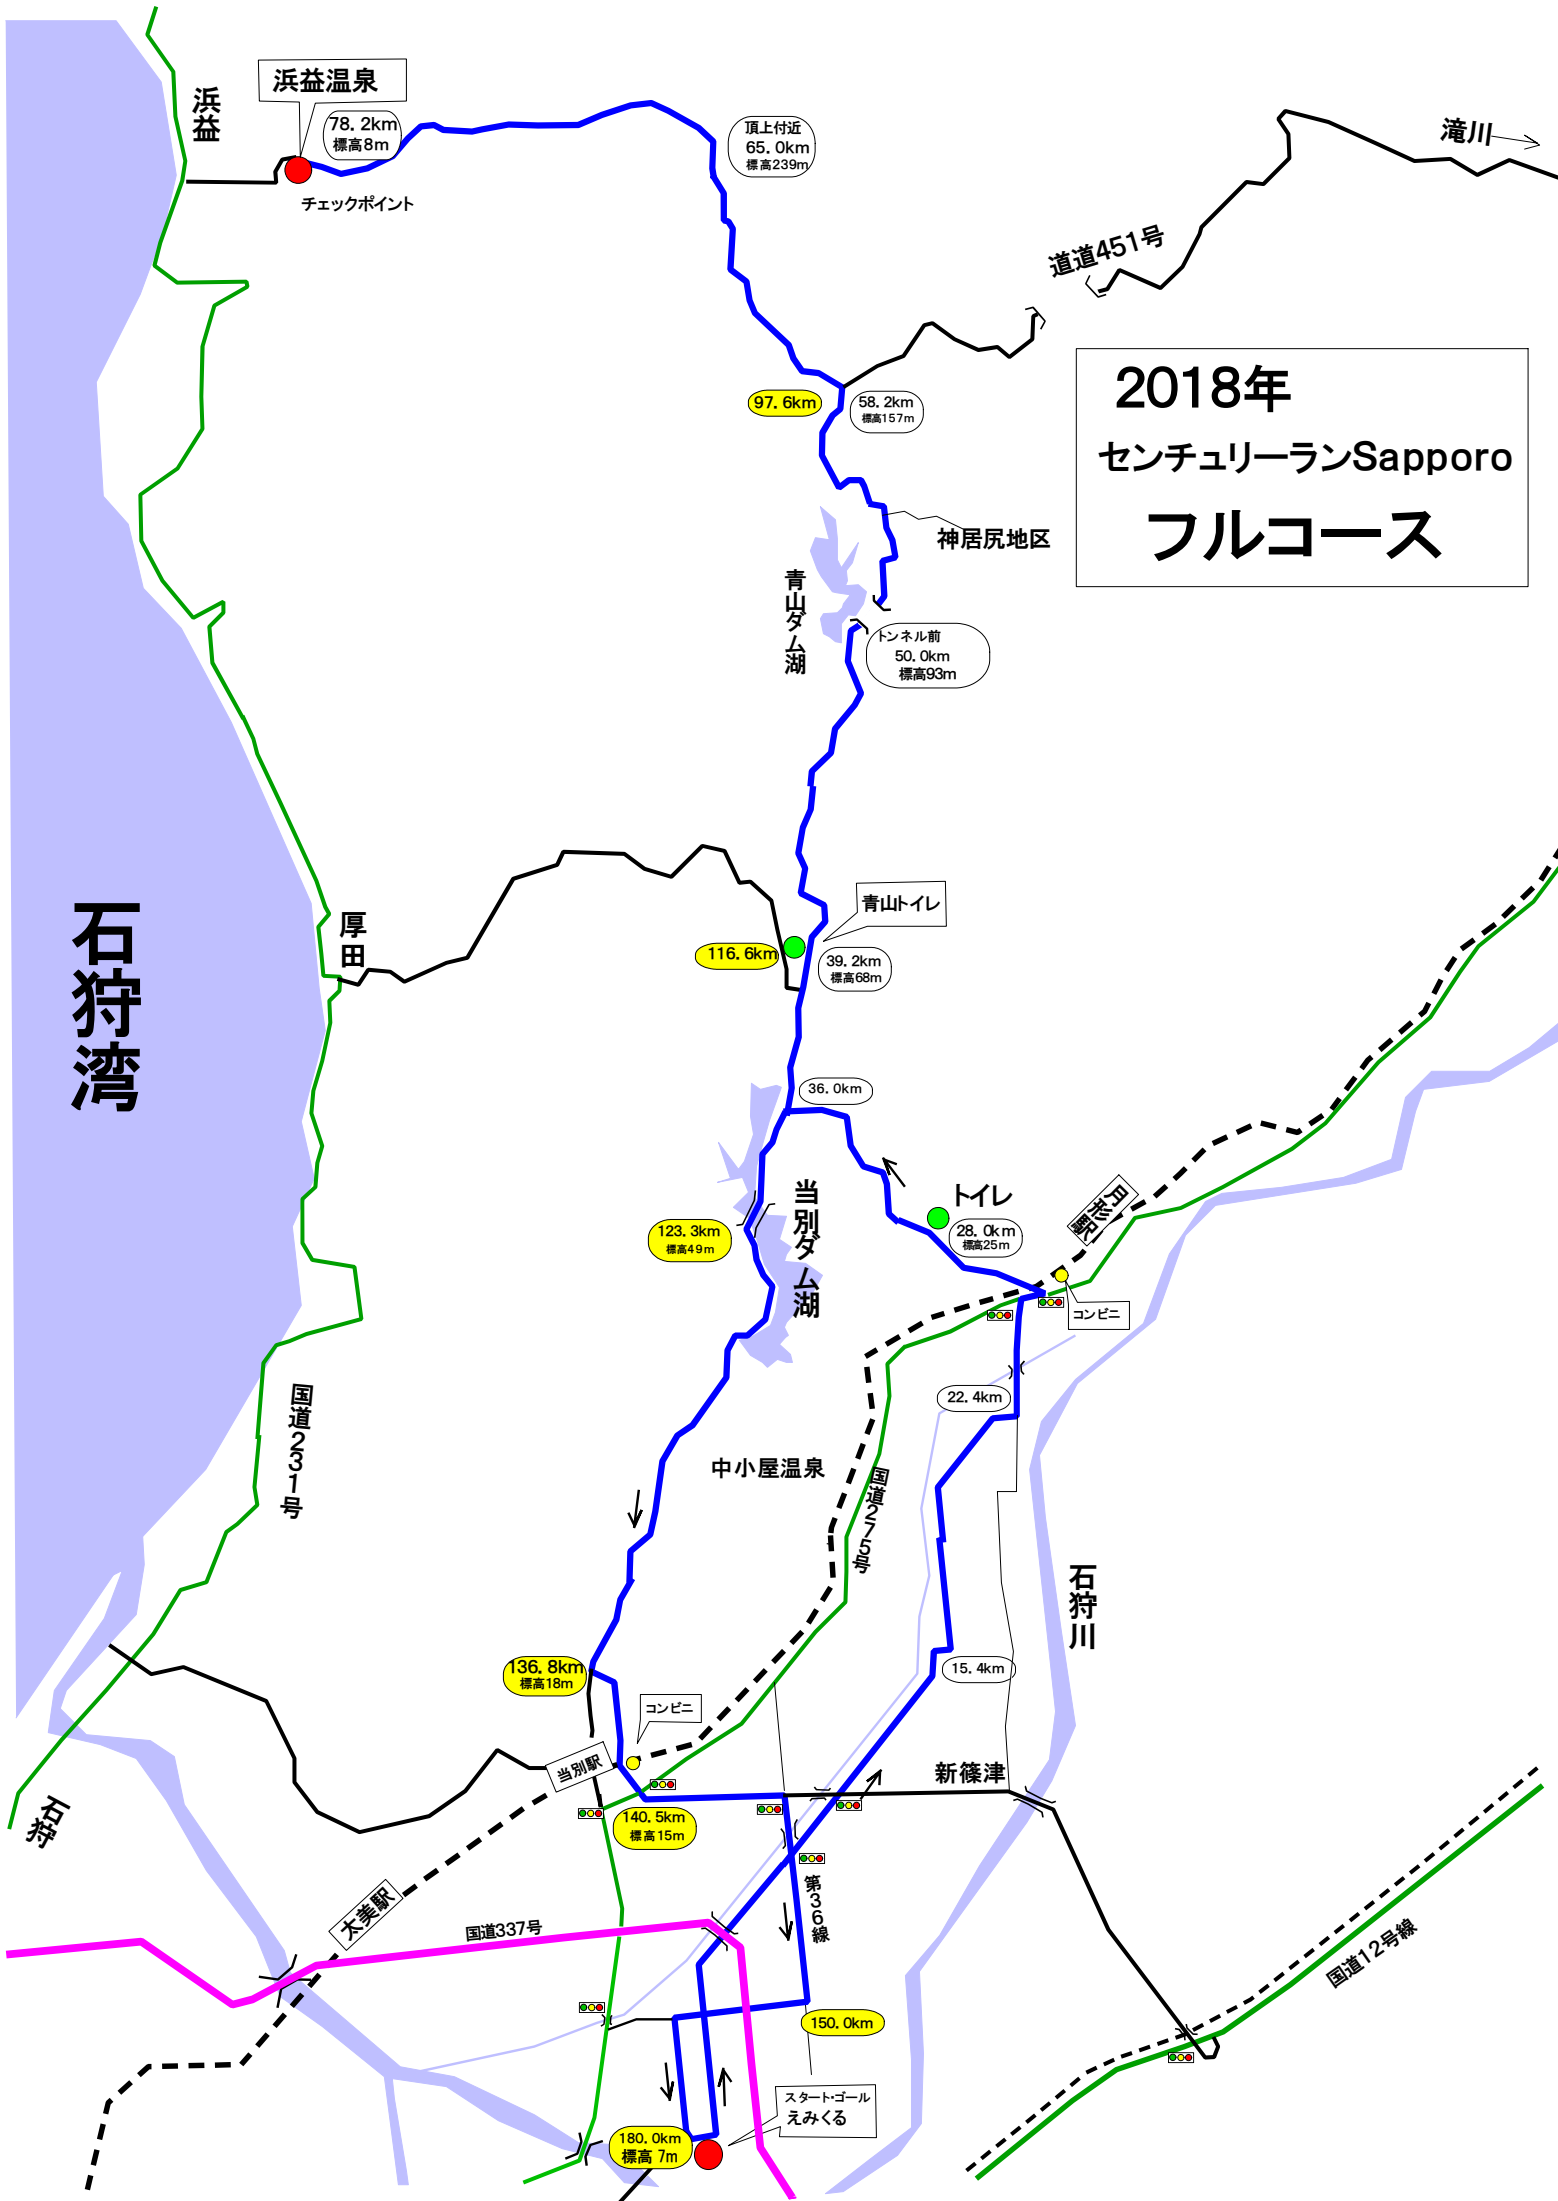 浜益
浜益温泉
78.2km
標高8m
チェックポイント
頂上付近
65.0km
標高239m
滝川
道道451号
2018年
センチュリーランSapporo
フルコース
97.6km
58.2km
標高157m
神居尻地区
青山ダム湖
トンネル前
50.0km
標高93m
石狩湾
厚田
青山トイレ
116.6km
39.2km
標高68m
36.0km
当別ダム湖
トイレ
28.0km
標高25m
月形駅
123.3km
標高49m
コンビニ
22.4km
国道231号
中小屋温泉
国道275号
石狩川
15.4km
136.8km
標高18m
コンビニ
当別駅
新篠津
石狩
140.5km
標高15m
太美駅
国道337号
第36線
国道12号線
150.0km
スタート・ゴール
えみくる
180.0km
標高 7m